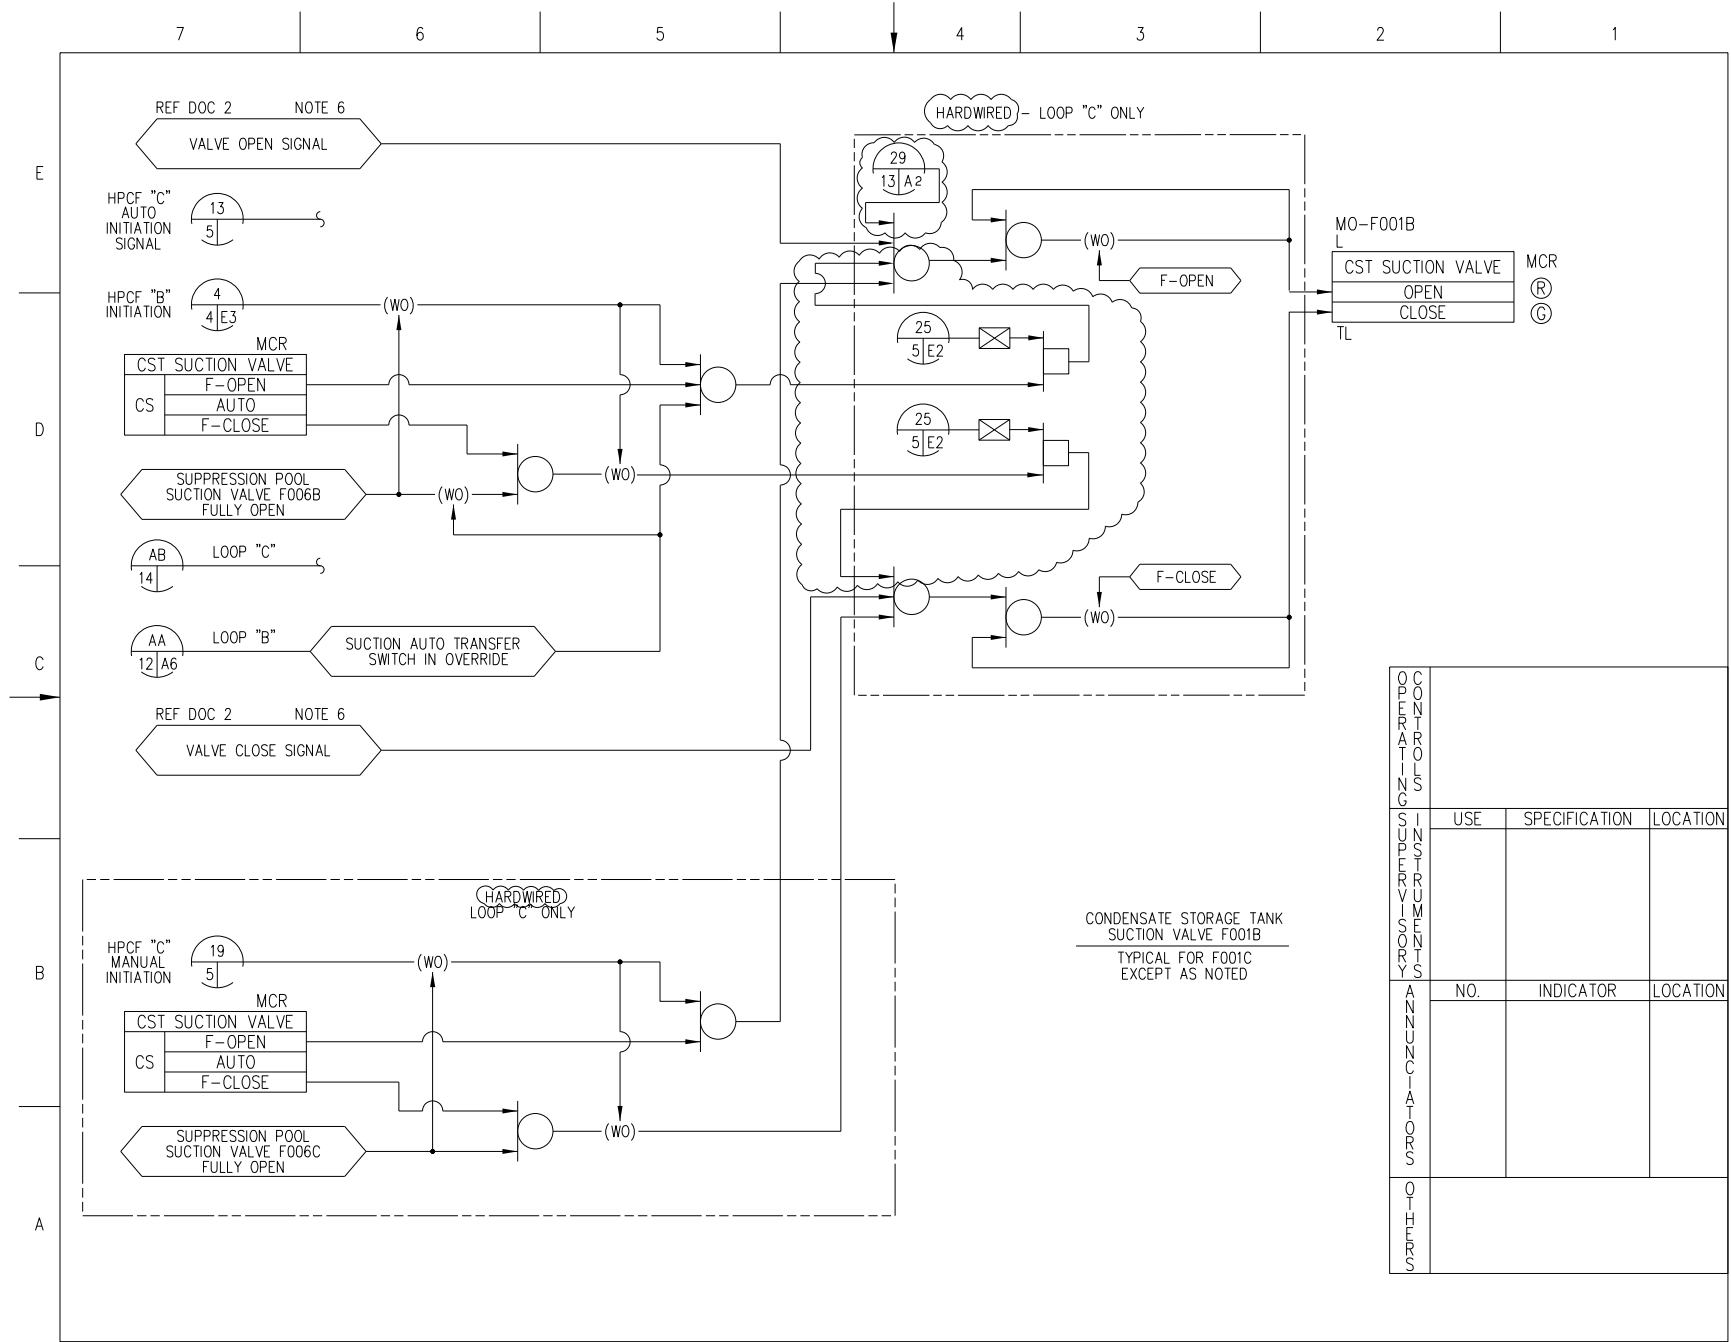 7 6 5 4 3 2 1
E
D
C
B
A
REF DOC 2 NOTE 6
VALVE OPEN SIGNAL
HPCF "C"
AUTO
INITIATION
SIGNAL
13
5
HPCF "B"
INITIATION
4
4 E3
(WO)
MCR
CST SUCTION VALVE
CS
F-OPEN
AUTO
F-CLOSE
SUPPRESSION POOL
SUCTION VALVE F006B
FULLY OPEN
(WO)
(WO)
AB
14
LOOP "C"
AA
12 A6
LOOP "B"
SUCTION AUTO TRANSFER
SWITCH IN OVERRIDE
REF DOC 2 NOTE 6
VALVE CLOSE SIGNAL
HARDWIRED - LOOP "C" ONLY
29
13 A2
(WO)
F-OPEN
25
5 E2
25
5 E2
F-CLOSE
(WO)
MO-F001B
L
CST SUCTION VALVE
OPEN
CLOSE
TL
MCR
R
G
HARDWIRED
LOOP "C" ONLY
HPCF "C"
MANUAL
INITIATION
19
5
(WO)
MCR
CST SUCTION VALVE
CS
F-OPEN
AUTO
F-CLOSE
SUPPRESSION POOL
SUCTION VALVE F006C
FULLY OPEN
(WO)
CONDENSATE STORAGE TANK
SUCTION VALVE F001B
TYPICAL FOR F001C
EXCEPT AS NOTED
OPERATING
CONTROLS
SUPERVISORY
INSTRUMENTS
USE SPECIFICATION LOCATION
ANNUNCIATORS
NO. INDICATOR LOCATION
OTHERS